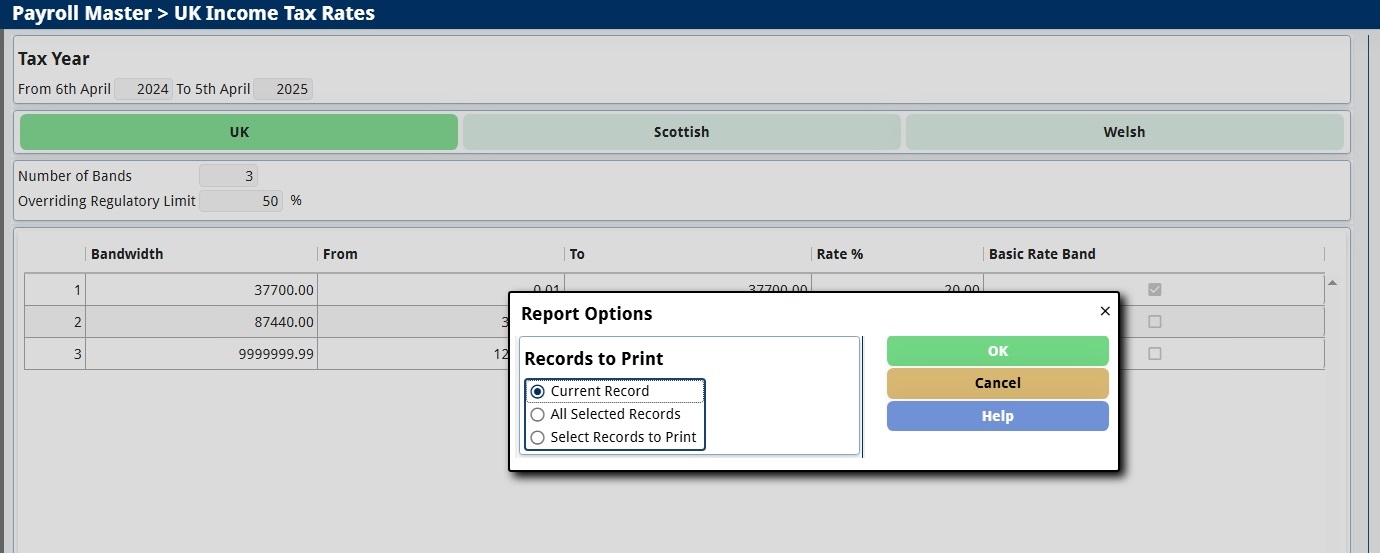 Payroll Master > UK Income Tax Rates
Tax Year
From 6th April 2024 To 5th April 2025
UK Scottish Welsh
Number of Bands 3
Overriding Regulatory Limit 50 %
Bandwidth From To Rate % Basic Rate Band
1 37700.00 0.01 37700.00 20.00
2 87440.00 3
3 9999999.99 12
Report Options ×
Records to Print
Current Record
All Selected Records
Select Records to Print
OK
Cancel
Help